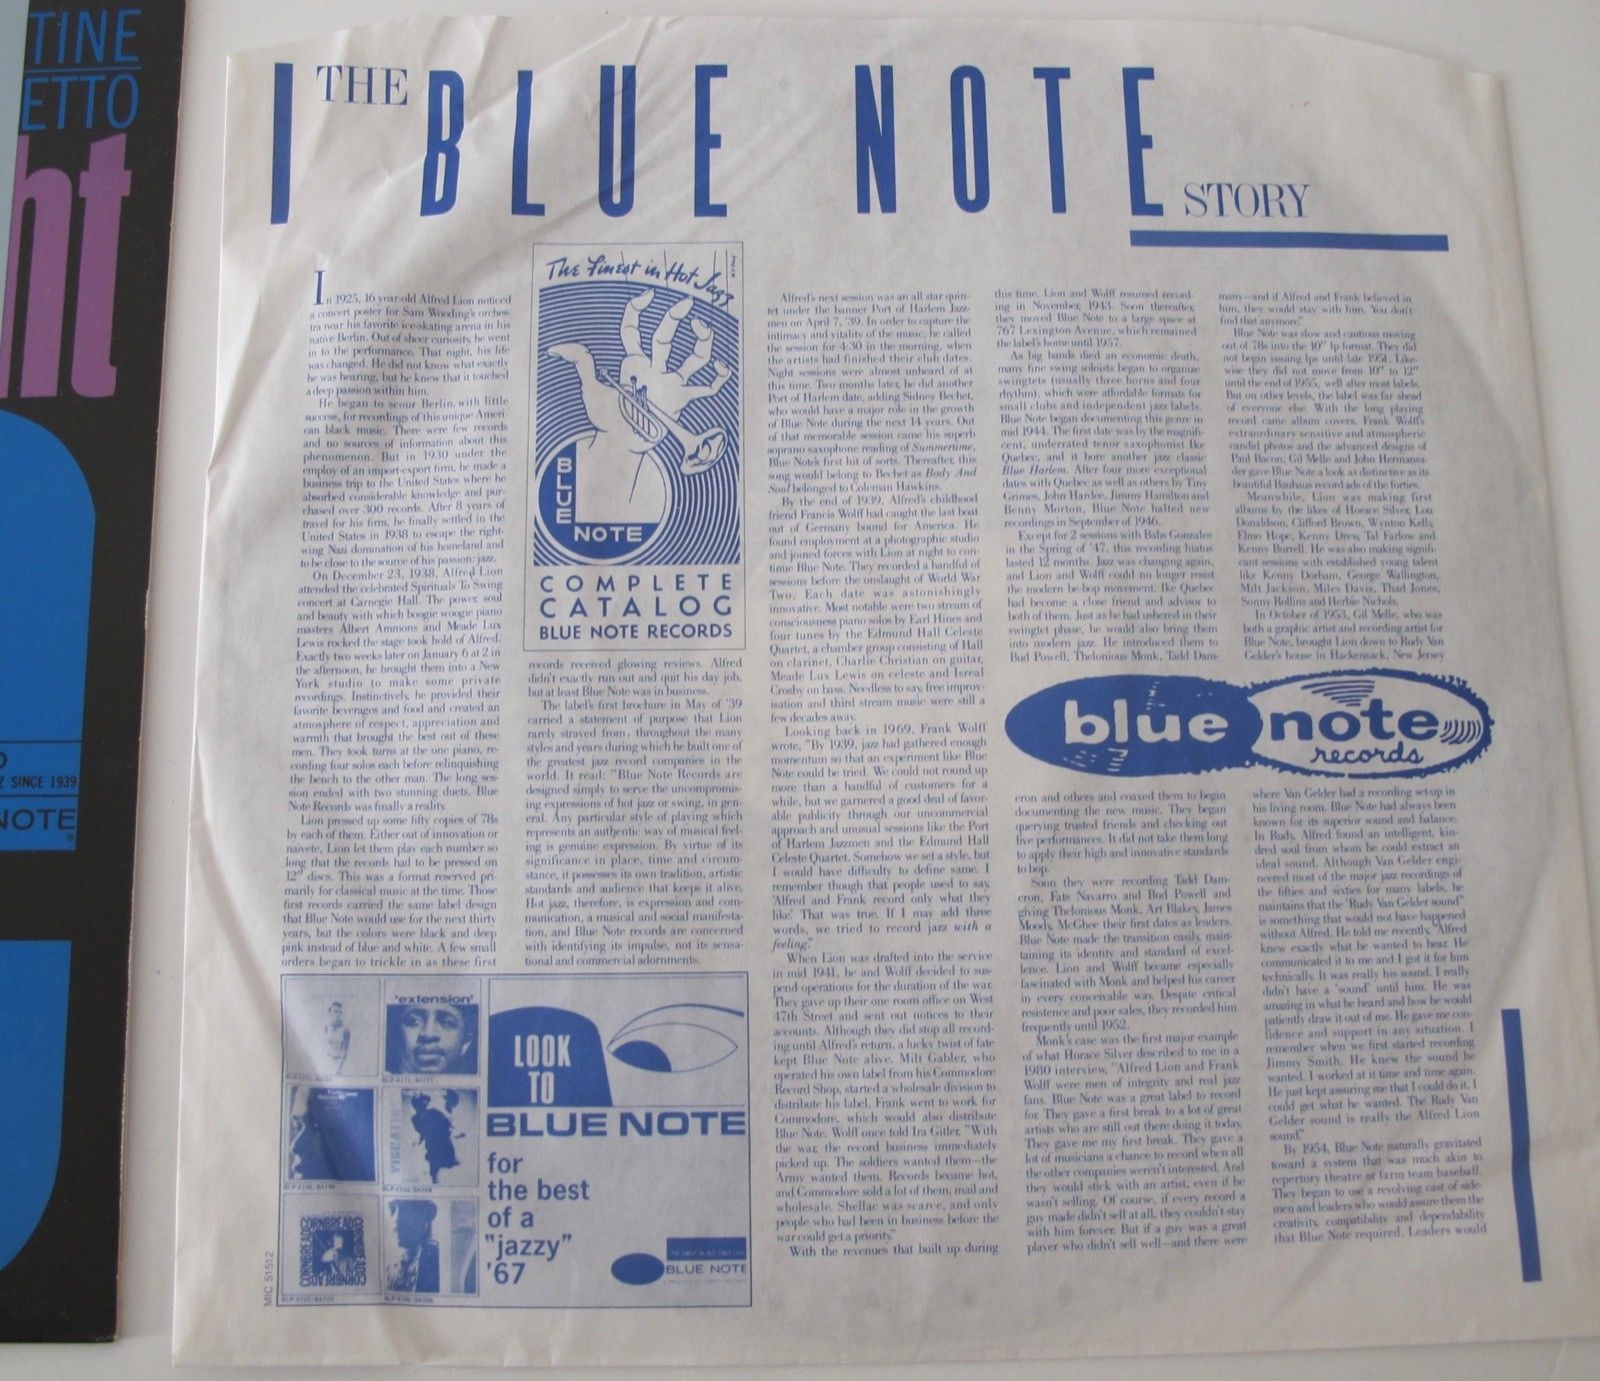 TINE
ETTO
ht
Z SINCE 1939
NOTE
THE
BLUE NOTE
STORY
In 1925, 16 year-old Alfred Lion noticed
a concert poster for Sam Wooding's orches-
tra near his favorite ice-skating arena in his
native Berlin. Out of sheer curiosity, he went
in to the performance. That night, his life
was changed. He did not know what exactly
he was hearing, but he knew that it touched
a deep passion within him.
He began to scour Berlin, with little
success, for recordings of this unique Ameri-
can black music. There were few records
and no sources of information about this
phenomenon. But in 1930 under the
employ of an import-export firm, he made a
business trip to the United States where he
absorbed considerable knowledge and pur-
chased over 300 records. After 8 years of
travel for his firm, he finally settled in the
United States in 1938 to escape the right-
wing Nazi domination of his homeland and
to be close to the source of his passion: jazz.
On December 23, 1938, Alfred Lion
attended the celebrated Spirituals To Swing
concert at Carnegie Hall. The power, soul
and beauty with which boogie woogie piano
masters Albert Ammons and Meade Lux
Lewis rocked the stage took hold of Alfred.
Exactly two weeks later on January 6 at 2 in
the afternoon, he brought them into a New
York studio to make some private
recordings. Instinctively, he provided their
favorite beverages and food and created an
atmosphere of respect, appreciation and
warmth that brought the best out of these
men. They took turns at the one piano, re-
cording four solos each before relinquishing
the bench to the other man. The long ses-
sion ended with two stunning duets. Blue
Note Records was finally a reality.
Lion pressed up some fifty copies of 78s
by each of them. Either out of innovation or
naivete, Lion let them play each number so
long that the records had to be pressed on
12" discs. This was a format reserved pri-
marily for classical music at the time. Those
first records carried the same label design
that Blue Note would use for the next thirty
years, but the colors were black and deep
pink instead of blue and white. A few small
orders began to trickle in as these first
The Finest in Hot Jazz
BLUE
NOTE
COMPLETE
CATALOG
BLUE NOTE RECORDS
records received glowing reviews. Alfred
didn't exactly run out and quit his day job,
but at least Blue Note was in business.
The label's first brochure in May of '39
carried a statement of purpose that Lion
rarely strayed from, throughout the many
styles and years during which he built one of
the greatest jazz record companies in the
world. It read: "Blue Note Records are
designed simply to serve the uncompromis-
ing expressions of hot jazz or swing, in gen-
eral. Any particular style of playing which
represents an authentic way of musical feel-
ing is genuine expression. By virtue of its
significance in place, time and circum-
stance, it possesses its own tradition, artistic
standards and audience that keeps it alive.
Hot jazz, therefore, is expression and com-
munication, a musical and social manifesta-
tion, and Blue Note records are concerned
with identifying its impulse, not its sensa-
tional and commercial adornments.
'extension'
CORNBREAD
LOOK
TO
BLUE NOTE
for
the best
of a
"jazzy"
'67
BLUE NOTE
MIC 51512
Alfred's next session was an all star quin-
tet under the banner Port of Harlem Jazz-
men on April 7, '39. In order to capture the
intimacy and vitality of the music, he called
the session for 4:30 in the morning, when
the artists had finished their club dates.
Night sessions were almost unheard of at
this time. Two months later, he did another
Port of Harlem date, adding Sidney Bechet,
who would have a major role in the growth
of Blue Note during the next 14 years. Out
of that memorable session came his superb
soprano saxophone reading of Summertime,
Blue Note's first hit of sorts. Thereafter, this
song would belong to Bechet as Body And
Soul belonged to Coleman Hawkins.
By the end of 1939, Alfred's childhood
friend Francis Wolff had caught the last boat
out of Germany bound for America. He
found employment at a photographic studio
and joined forces with Lion at night to con-
tinue Blue Note. They recorded a handful of
sessions before the onslaught of World War
Two. Each date was astonishingly
innovative. Most notable were two stream of
consciousness piano solos by Earl Hines and
four tunes by the Edmund Hall Celeste
Quartet, a chamber group consisting of Hall
on clarinet, Charlie Christian on guitar,
Meade Lux Lewis on celeste and Isreal
Crosby on bass. Needless to say, free improv-
isation and third stream music were still a
few decades away.
Looking back in 1969, Frank Wolff
wrote, "By 1939, jazz had gathered enough
momentum so that an experiment like Blue
Note could be tried. We could not round up
more than a handful of customers for a
while, but we garnered a good deal of favor-
able publicity through our uncommercial
approach and unusual sessions like the Port
of Harlem Jazzmen and the Edmund Hall
Celeste Quartet. Somehow we set a style, but
I would have difficulty to define same. I
remember though that people used to say,
'Alfred and Frank record only what they
like.' That was true. If I may add three
words, we tried to record jazz with a
feeling."
When Lion was drafted into the service
in mid 1941, he and Wolff decided to sus-
pend operations for the duration of the war.
They gave up their one room office on West
47th Street and sent out notices to their
accounts. Although they did stop all record-
ing until Alfred's return, a lucky twist of fate
kept Blue Note alive. Milt Gabler, who
operated his own label from his Commodore
Record Shop, started a wholesale division to
distribute his label. Frank went to work for
Commodore, which would also distribute
Blue Note. Wolff once told Ira Gitler, "With
the war, the record business immediately
picked up. The soldiers wanted them—the
Army wanted them. Records became hot,
and Commodore sold a lot of them, mail and
wholesale. Shellac was scarce, and only
people who had been in business before the
war could get a priority."
With the revenues that built up during
this time, Lion and Wolff resumed record-
ing in November, 1943. Soon thereafter,
they moved Blue Note to a large space at
767 Lexington Avenue, which remained
the label's home until 1957.
As big bands died an economic death,
many fine swing soloists began to organize
swingtets (usually three horns and four
rhythm), which were affordable formats for
small clubs and independent jazz labels.
Blue Note began documenting this genre in
mid 1944. The first date was by the magnifi-
cent, underrated tenor saxophonist Ike
Quebec, and it bore another jazz classic
Blue Harlem. After four more exceptional
dates with Quebec as well as others by Tiny
Grimes, John Hardee, Jimmy Hamilton and
Benny Morton, Blue Note halted new
recordings in September of 1946.
Except for 2 sessions with Babs Gonzales
in the Spring of '47, this recording hiatus
lasted 12 months. Jazz was changing again,
and Lion and Wolff could no longer resist
the modern be-bop movement. Ike Quebec
had become a close friend and advisor to
both of them. Just as he had ushered in their
swingtet phase, he would also bring them
into modern jazz. He introduced them to
Bud Powell, Thelonious Monk, Tadd Dam-
blue note
records
eron and others and coaxed them to begin
documenting the new music. They began
querying trusted friends and checking out
live performances. It did not take them long
to apply their high and innovative standards
to bop.
Soon they were recording Tadd Dam-
eron, Fats Navarro and Bud Powell and
giving Thelonious Monk, Art Blakey, James
Moody, McGhee their first dates as leaders.
Blue Note made the transition easily, main-
taining its identity and standard of excel-
lence. Lion and Wolff became especially
fascinated with Monk and helped his career
in every conceivable way. Despite critical
resistence and poor sales, they recorded him
frequently until 1952.
Monk's case was the first major example
of what Horace Silver described to me in a
1980 interview, "Alfred Lion and Frank
Wolff were men of integrity and real jazz
fans. Blue Note was a great label to record
for. They gave a first break to a lot of great
artists who are still out there doing it today.
They gave me my first break. They gave a
lot of musicians a chance to record when all
the other companies weren't interested. And
they would stick with an artist, even if he
wasn't selling. Of course, if every record a
guy made didn't sell at all, they couldn't stay
with him forever. But if a guy was a great
player who didn't sell well—and there were
many—and if Alfred and Frank believed in
him, they would stay with him. You don't
find that anymore."
Blue Note was slow and cautious moving
out of 78s into the 10" lp format. They did
not begin issuing lps until late 1951. Like-
wise they did not move from 10" to 12"
until the end of 1955, well after most labels.
But on other levels, the label was far ahead
of everyone else. With the long playing
record came album covers. Frank Wolff's
extraordinary sensitive and atmospheric
candid photos and the advanced designs of
Paul Bacon, Gil Melle and John Hermansa-
der gave Blue Note a look as distinctive as its
beautiful Bauhaus record ads of the forties.
Meanwhile, Lion was making first
albums by the likes of Horace Silver, Lou
Donaldson, Clifford Brown, Wynton Kelly,
Elmo Hope, Kenny Drew, Tal Farlow and
Kenny Burrell. He was also making signifi-
cant sessions with established young talent
like Kenny Dorham, George Wallington,
Milt Jackson, Miles Davis, Thad Jones,
Sonny Rollins and Herbie Nichols.
In October of 1953, Gil Melle, who was
both a graphic artist and recording artist for
Blue Note, brought Lion down to Rudy Van
Gelder's house in Hackensack, New Jersey
where Van Gelder had a recording set-up in
his living room. Blue Note had always been
known for its superior sound and balance.
In Rudy, Alfred found an intelligent, kin-
dred soul from whom he could extract an
ideal sound. Although Van Gelder engi-
neered most of the major jazz recordings of
the fifties and sixties for many labels, he
maintains that the "Rudy Van Gelder sound"
is something that would not have happened
without Alfred. He told me recently, "Alfred
knew exactly what he wanted to hear. He
communicated it to me and I got it for him
technically. It was really his sound. I really
didn't have a 'sound' until him. He was
amazing in what he heard and how he would
patiently draw it out of me. He gave me con-
fidence and support in any situation. I
remember when we first started recording
Jimmy Smith. He knew the sound he
wanted. I worked at it time and time again.
He just kept assuring me that I could do it, I
could get what he wanted. The Rudy Van
Gelder sound is really the Alfred Lion
sound."
By 1954, Blue Note naturally gravitated
toward a system that was much akin to
repertory theatre or farm team baseball.
They began to use a revolving cast of side-
men and leaders who would assure them the
creativity, compatibility and dependability
that Blue Note required. Leaders would